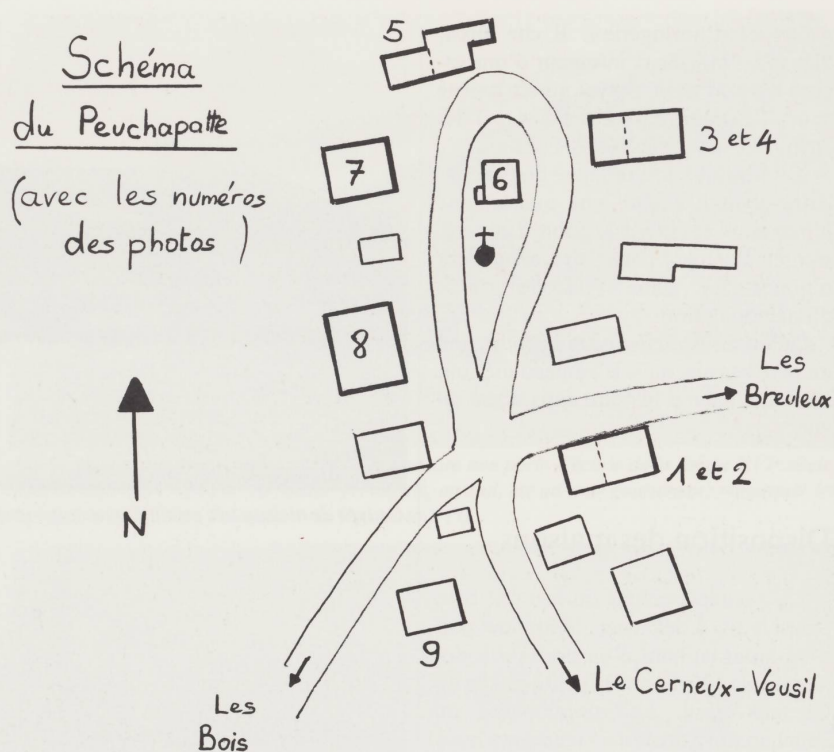 Schéma
du Peuchapatte
(avec les numéros
des photos)
5
7
6
3 et 4
8
Les
Breuleux
1 et 2
N
9
Les
Bois
Le Cerneux-Veusil